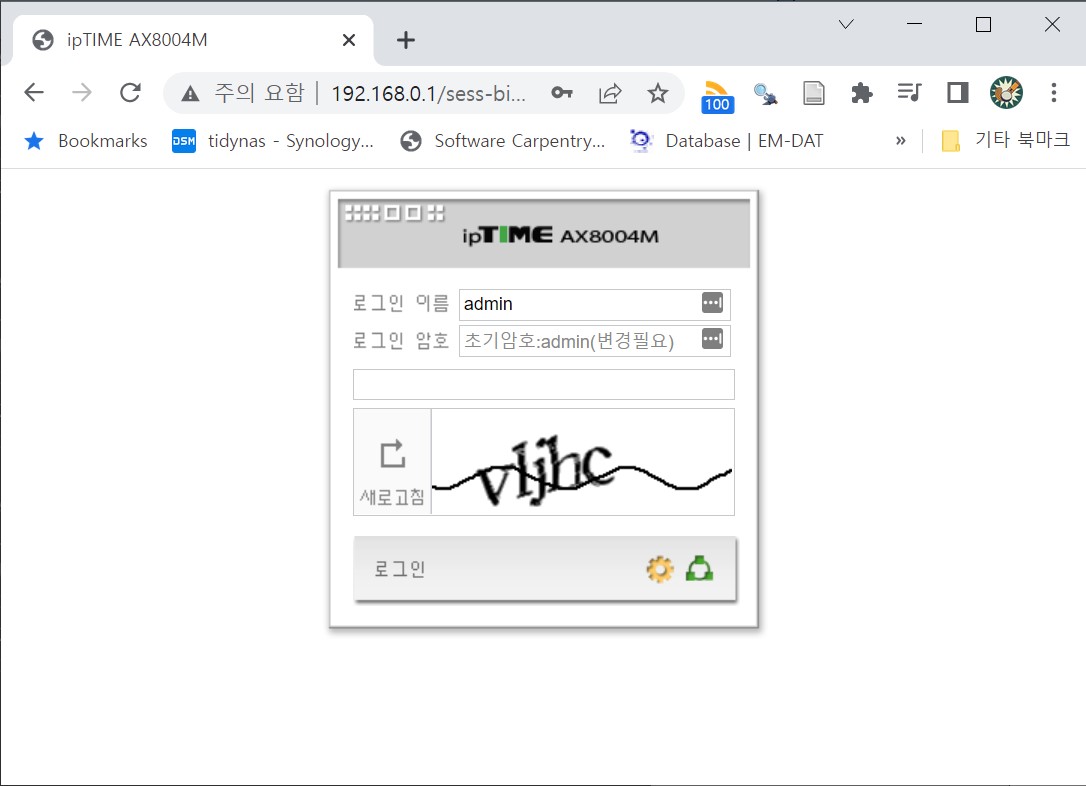 ipTIME AX8004M
주의 요함 | 192.168.0.1/sess-bi...
100
Bookmarks
DSM tidynas - Synology...
Software Carpentry...
Database | EM-DAT
»
기타 북마크
ipTIME AX8004M
로그인 이름 admin
로그인 암호 초기암호:admin(변경필요)
vljhc
새로고침
로그인